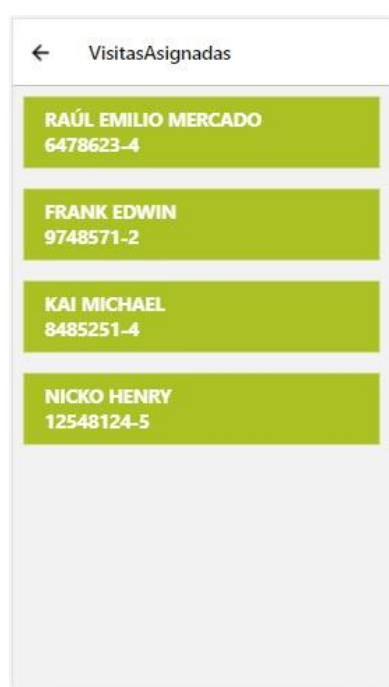 VisitasAsignadas
RAÚL EMILIO MERCADO
6478623-4
FRANK EDWIN
9748571-2
KAI MICHAEL
8485251-4
NICKO HENRY
12548124-5